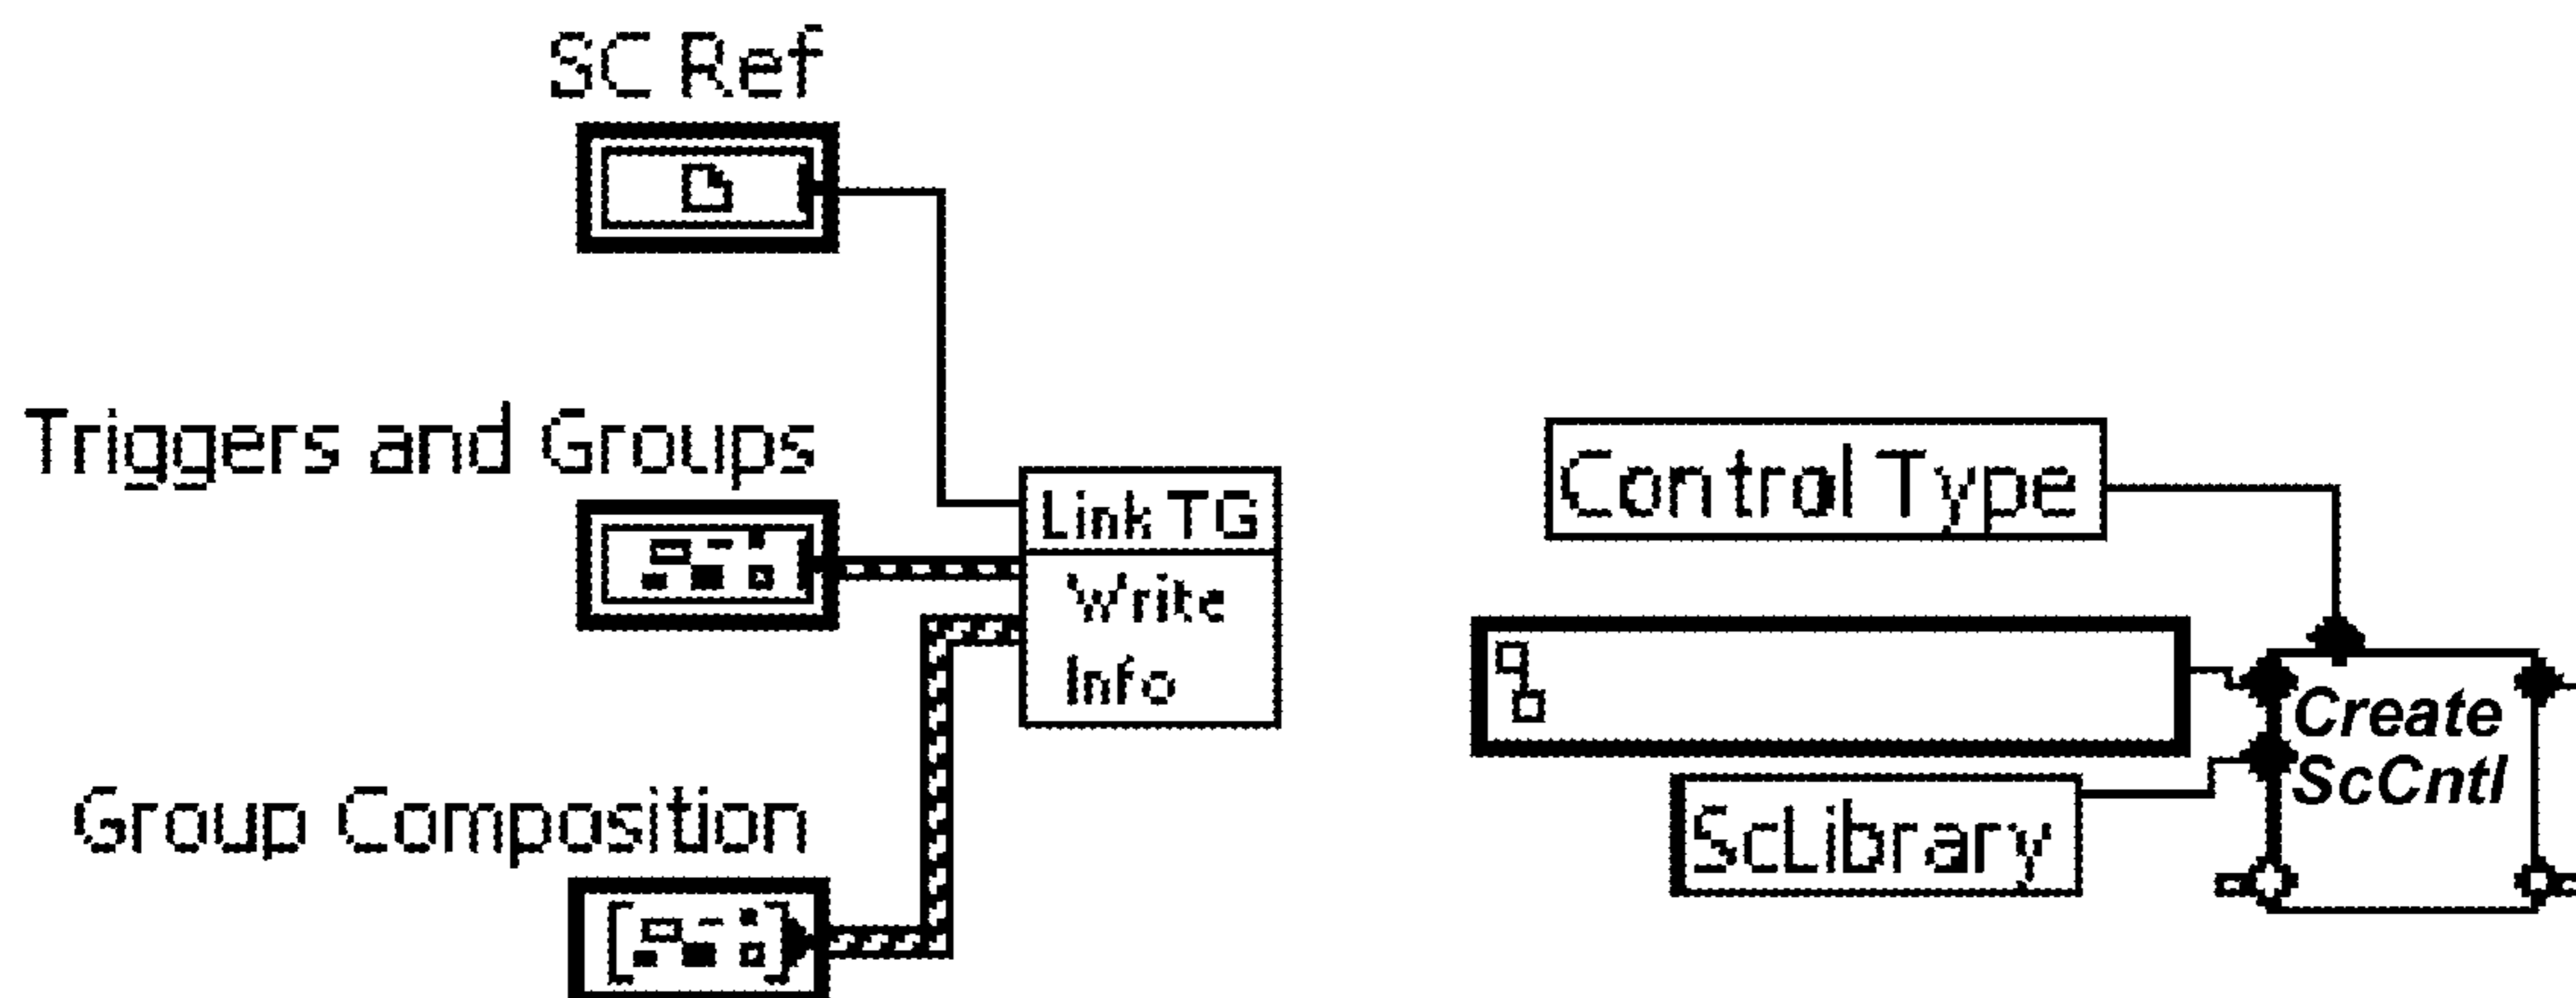 SC Ref
Triggers and Groups
Link TG
Write
Info
Group Composition
Control Type
Create
ScCntl
ScLibrary